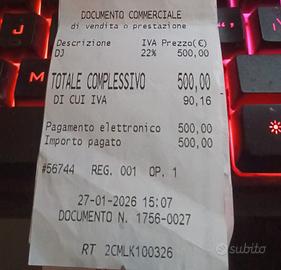 DOCUMENTO COMMERCIALE
di vendita o prestazione
Descrizione IVA Prezzo(€)
DJ 22% 500,00
TOTALE COMPLESSIVO 500,00
DI CUI IVA 90,16
Pagamento elettronico 500,00
Importo pagato 500,00
#56744 REG. 001 OP. 1
27-01-2026 15:07
DOCUMENTO N. 1756-0027
RT 2CMLK100326
subito